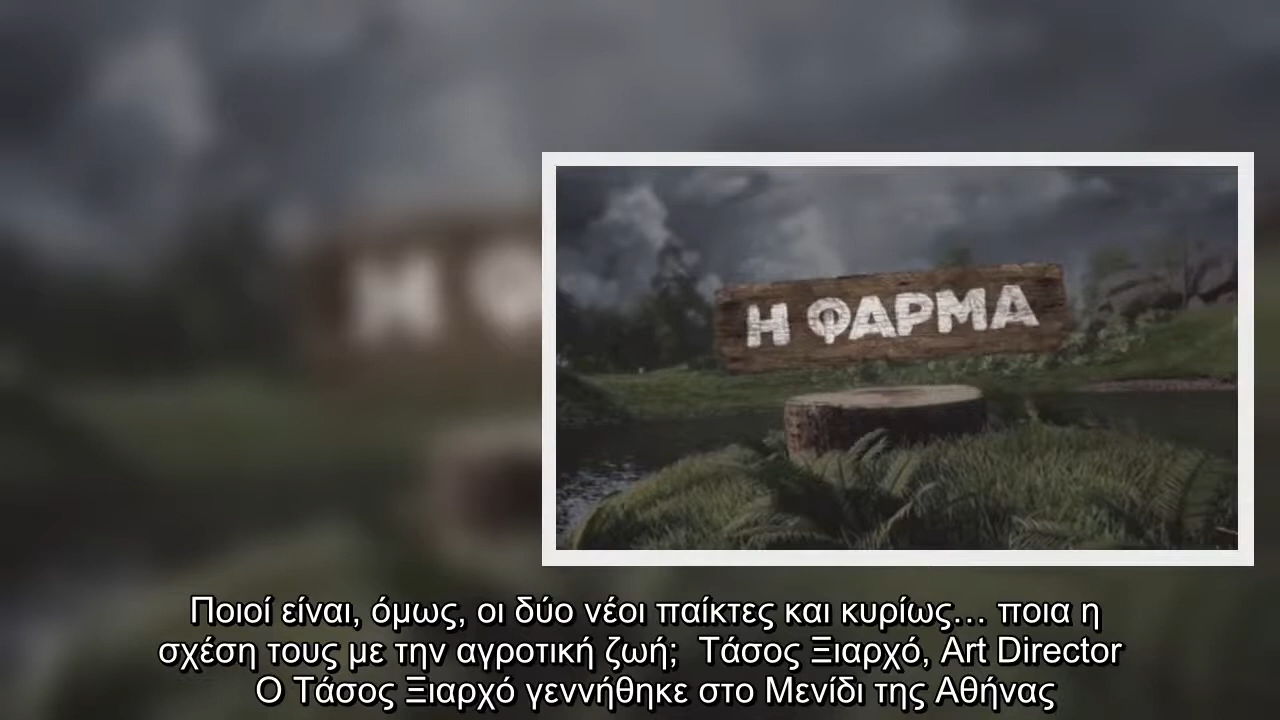 Η ΦΑΡΜΑ
Ποιοί είναι, όμως, οι δύο νέοι παίκτες και κυρίως… ποια η
σχέση τους με την αγροτική ζωή;  Τάσος Ξιαρχό, Art Director
Ο Τάσος Ξιαρχό γεννήθηκε στο Μενίδι της Αθήνας